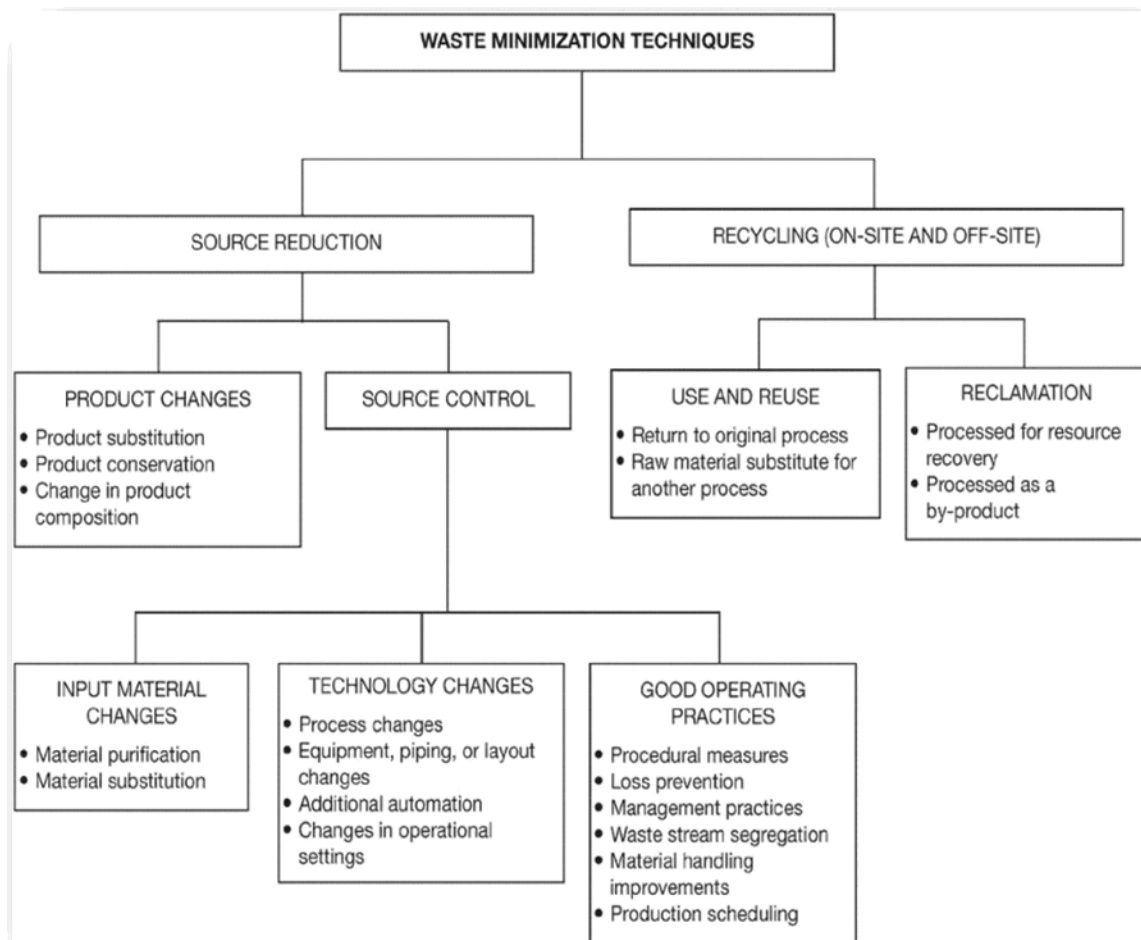 WASTE MINIMIZATION TECHNIQUES
SOURCE REDUCTION
RECYCLING (ON-SITE AND OFF-SITE)
PRODUCT CHANGES
• Product substitution
• Product conservation
• Change in product
composition
SOURCE CONTROL
USE AND REUSE
• Return to original process
• Raw material substitute for
another process
RECLAMATION
• Processed for resource
recovery
• Processed as a
by-product
INPUT MATERIAL
CHANGES
• Material purification
• Material substitution
TECHNOLOGY CHANGES
• Process changes
• Equipment, piping, or layout
changes
• Additional automation
• Changes in operational
settings
GOOD OPERATING
PRACTICES
• Procedural measures
• Loss prevention
• Management practices
• Waste stream segregation
• Material handling
improvements
• Production scheduling